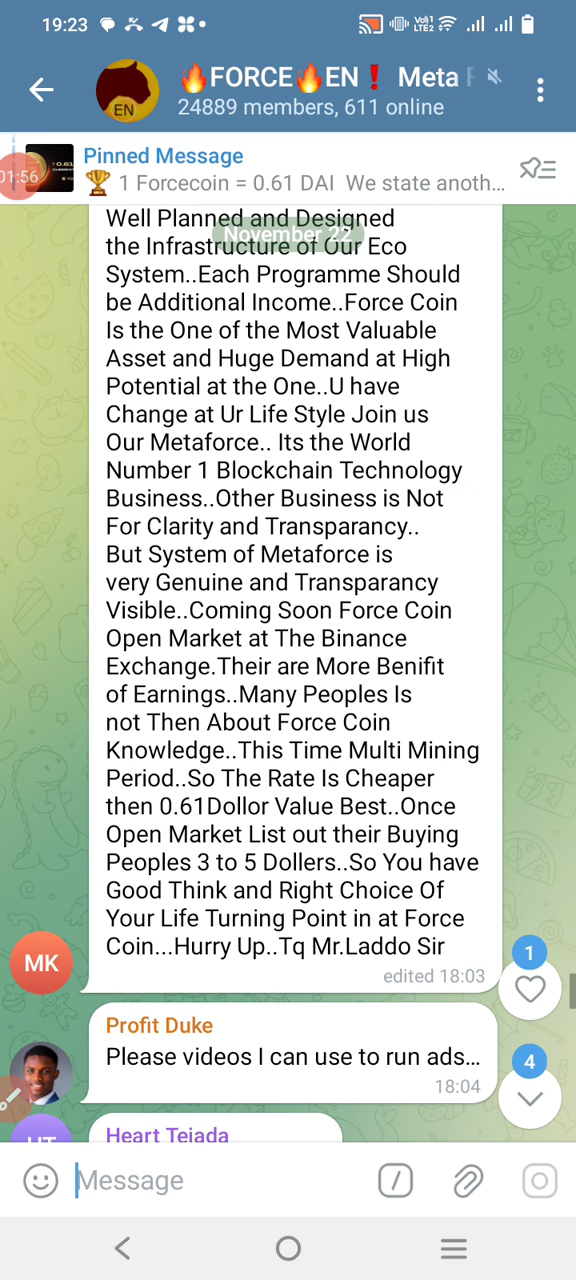 19:23
Vo))1
LTE2
EN
🔥FORCE🔥EN❗ Meta
24889 members, 611 online
01:56
Pinned Message
🏆 1 Forcecoin = 0.61 DAI We state anoth...
November 22
Well Planned and Designed
the Infrastructure of Our Eco
System..Each Programme Should
be Additional Income..Force Coin
Is the One of the Most Valuable
Asset and Huge Demand at High
Potential at the One..U have
Change at Ur Life Style Join us
Our Metaforce.. Its the World
Number 1 Blockchain Technology
Business..Other Business is Not
For Clarity and Transparancy..
But System of Metaforce is
very Genuine and Transparancy
Visible..Coming Soon Force Coin
Open Market at The Binance
Exchange.Their are More Benifit
of Earnings..Many Peoples Is
not Then About Force Coin
Knowledge..This Time Multi Mining
Period..So The Rate Is Cheaper
then 0.61Dollor Value Best..Once
Open Market List out their Buying
Peoples 3 to 5 Dollers..So You have
Good Think and Right Choice Of
Your Life Turning Point in at Force
Coin...Hurry Up..Tq Mr.Laddo Sir
edited 18:03
MK
1
Profit Duke
Please videos I can use to run ads...
18:04
4
HT
Heart Tejada
Message